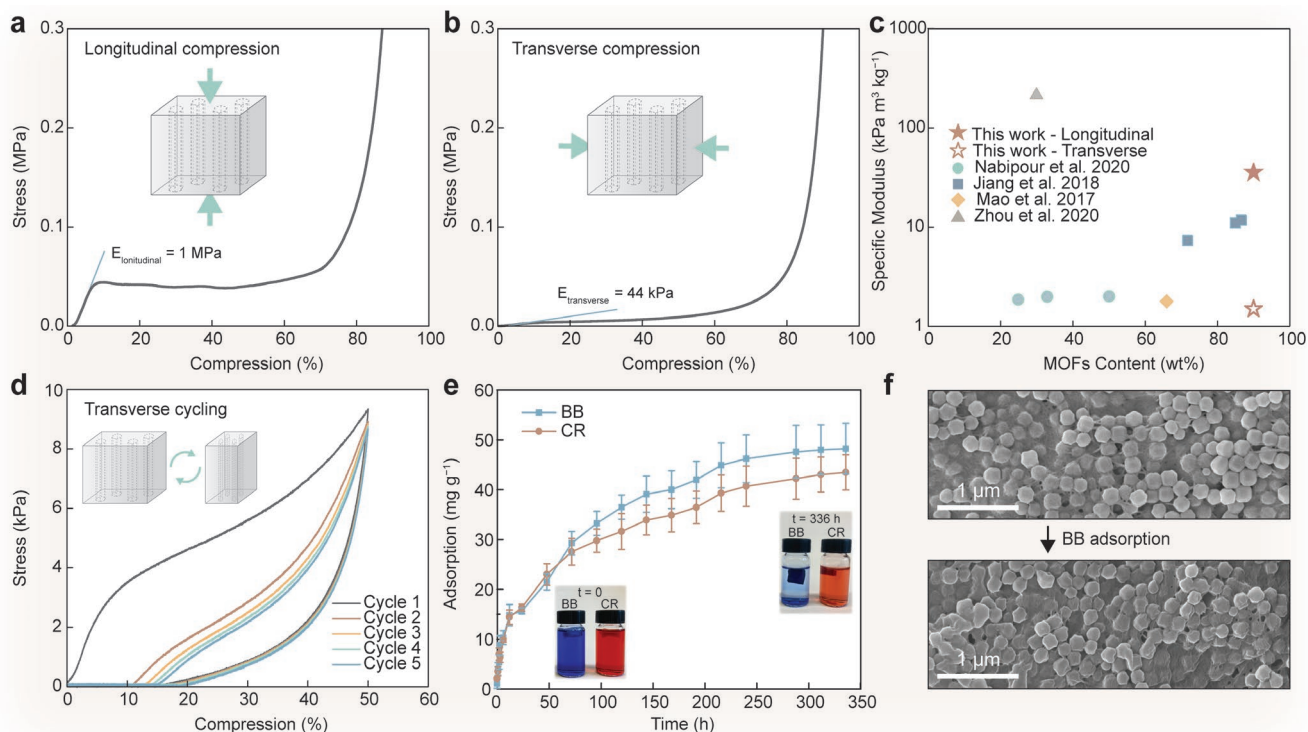 a
0.3
0.2
0.1
0.0
Stress (MPa)
Longitudinal compression
E_lonitudinal = 1 MPa
0 20 40 60 80 100
Compression (%)
b
0.3
0.2
0.1
0.0
Stress (MPa)
Transverse compression
E_transverse = 44 kPa
0 20 40 60 80 100
Compression (%)
c
1000
100
10
1
Specific Modulus (kPa m³ kg⁻¹)
This work - Longitudinal
This work - Transverse
Nabipour et al. 2020
Jiang et al. 2018
Mao et al. 2017
Zhou et al. 2020
0 20 40 60 80 100
MOFs Content (wt%)
d
10
8
6
4
2
0
Stress (kPa)
Transverse cycling
Cycle 1
Cycle 2
Cycle 3
Cycle 4
Cycle 5
0 10 20 30 40 50 60
Compression (%)
e
60
50
40
30
20
10
0
Adsorption (mg g⁻¹)
BB
CR
t = 336 h
BB CR
t = 0
BB CR
0 50 100 150 200 250 300 350
Time (h)
f
1 μm
BB adsorption
1 μm